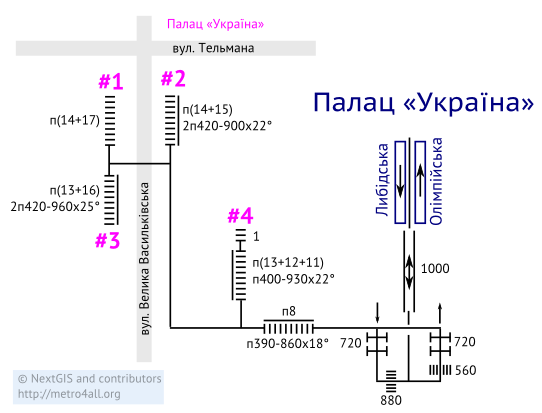 Палац «Україна»
вул. Тельмана
#1
#2
п(14+17)
п(14+15)
2п420-900x22°
Палац «Україна»
п(13+16)
2п420-960x25°
#3
вул. Велика Васильківська
Либідська
Олімпійська
#4
1
п(13+12+11)
п400-930x22°
1000
п8
п390-860x18°
720
720
560
880
© NextGIS and contributors
http://metro4all.org